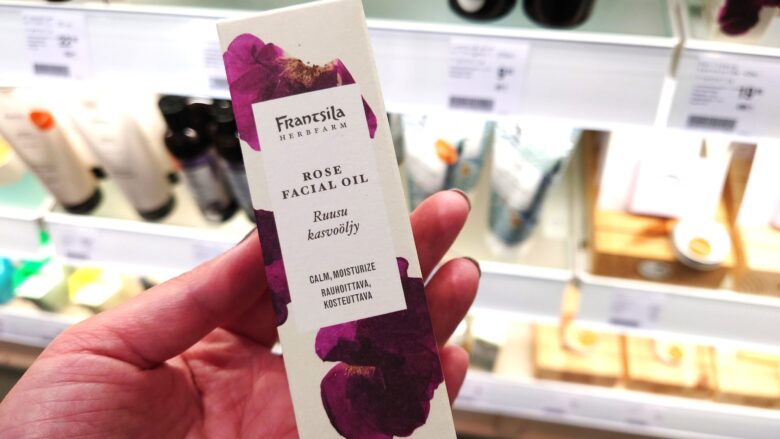 Frantsila
HERBFARM
ROSE
FACIAL OIL
Ruusu
kasvoöljy
CALM, MOISTURIZE
RAUHOITTAVA,
KOSTEUTTAVA